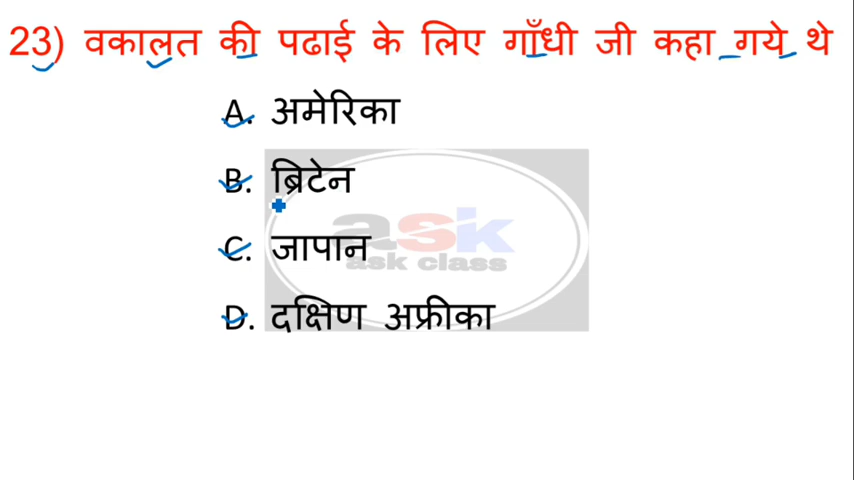 23) वकालत की पढाई के लिए गाँधी जी कहा गये थे
A. अमेरिका
B. ब्रिटेन
C. जापान
D. दक्षिण अफ्रीका
ask
ask class